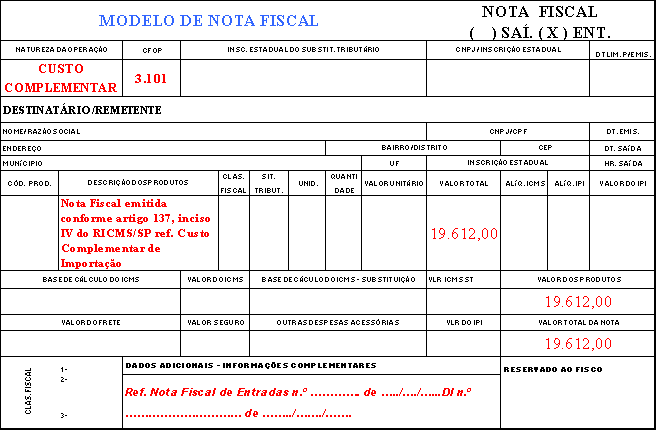 MODELO DE NOTA FISCAL
NOTA FISCAL
( ) SAÍ. ( X ) ENT.
NATUREZA DA OPERAÇÃO CFOP INSC. ESTADUAL DO SUBSTIT. TRIBUTÁRIO CNPJ/INSCRIÇÃO ESTADUAL DT LIM. P/ EMIS.
CUSTO
COMPLEMENTAR 3.101
DESTINATÁRIO/REMETENTE
NOME/RAZÃO SOCIAL CNPJ/CPF DT. EMIS.
ENDEREÇO BAIRRO/DISTRITO CEP DT. SAÍDA
MUNÍCIPIO UF INSCRIÇÃO ESTADUAL HR. SAÍDA
CÓD. PROD. DESCRIÇÃO DOS PRODUTOS CLAS. FISCAL SIT. TRIBUT. UNID. QUANTI DADE VALOR UNITÁRIO VALOR TOTAL ALÍQ. ICMS ALÍQ. IPI VALOR DO IPI
Nota Fiscal emitida
conforme artigo 137, inciso
IV do RICMS/SP ref. Custo 19.612,00
Complementar de
Importação
BASE DE CÁLCULO DO ICMS VALOR DO ICMS BASE DE CÁCULO DO ICMS - SUBSTITUIÇÃO VLR ICMS ST VALOR DOS PRODUTOS
19.612,00
VALOR DO FRETE VALOR SEGURO OUTRAS DESPESAS ACESSÓRIAS VLR DO IPI VALOR TOTAL DA NOTA
19.612,00
CLAS. FISCAL
1-
2-
3-
DADOS ADICIONAIS - INFORMAÇÕES COMPLEMENTARES
Ref. Nota Fiscal de Entradas n.º ............. de ...../..../......DI n.º
............................... de ......../......./.......
RESERVADO AO FISCO